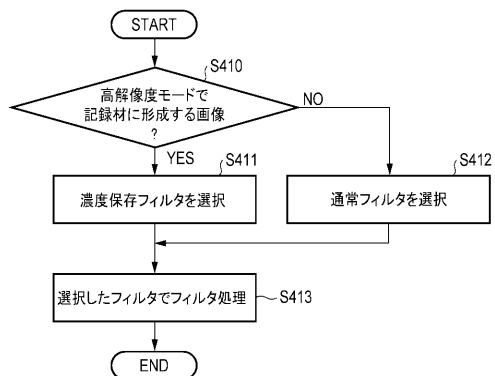 START
S410
高解像度モードで
記録材に形成する画像
?
NO
YES
S411
濃度保存フィルタを選択
S412
通常フィルタを選択
選択したフィルタでフィルタ処理
S413
END